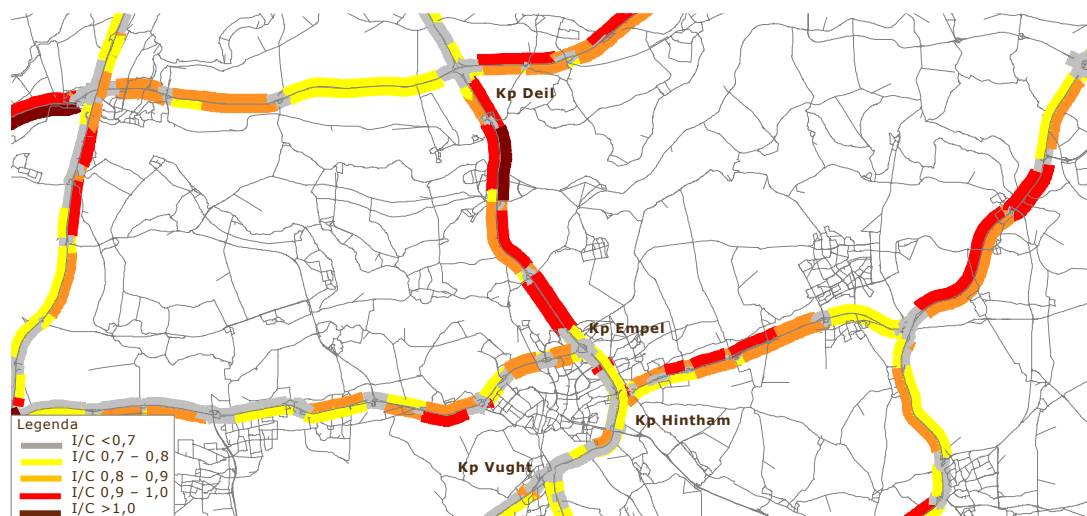 Kp Deil
Kp Empel
Kp Hintham
Kp Vught
Legenda
I/C <0,7
I/C 0,7 – 0,8
I/C 0,8 – 0,9
I/C 0,9 – 1,0
I/C >1,0